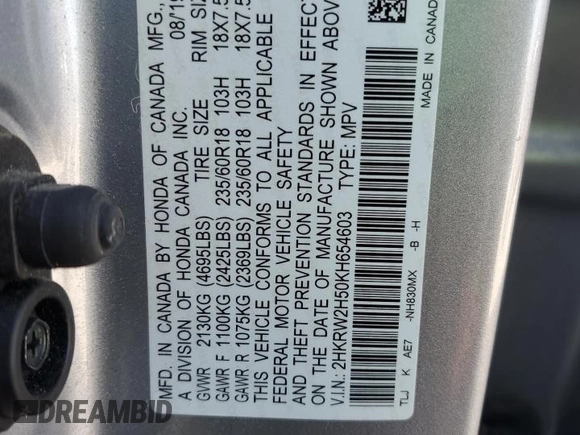 MFD. IN CANADA BY HONDA OF CANADA MFG.,
A DIVISION OF HONDA CANADA INC. 08/19
GVWR 2130KG (4695LBS) TIRE SIZE RIM SIZE
GAWR F 1100KG (2425LBS) 235/60R18 103H 18X7.5
GAWR R 1075KG (2369LBS) 235/60R18 103H 18X7.5
THIS VEHICLE CONFORMS TO ALL APPLICABLE
FEDERAL MOTOR VEHICLE SAFETY
AND THEFT PREVENTION STANDARDS IN EFFECT
ON THE DATE OF MANUFACTURE SHOWN ABOVE
V.I.N.: 2HKRW2H50KH654603 TYPE: MPV
TLJ K AE7 -NH830MX -B -H MADE IN CANADA
DREAMBID